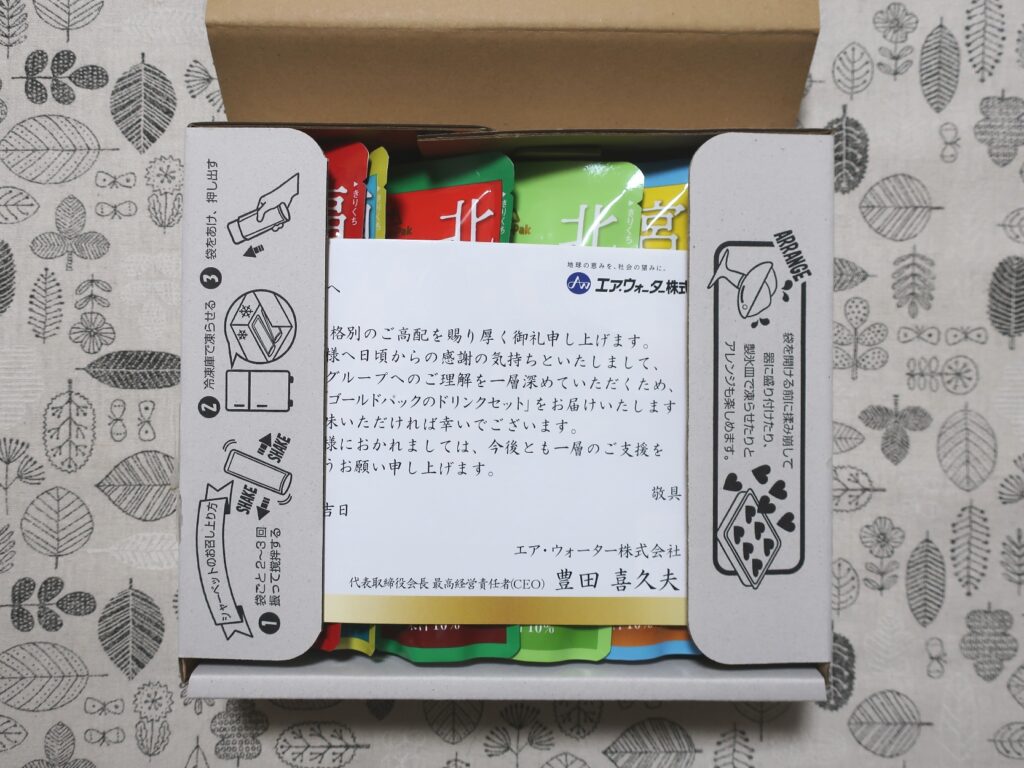 シャーベットのお召し上り方
❶ 袋ごと2〜3回
振って撹拌する
SHAKE
SHAKE
❷ 冷凍庫で凍らせる
❸ 袋をあけ、押し出す
きりくち
北
Pak
北
きりくち
宮
地球の恵みを、社会の望みに。
エア・ウォーター株式
へ
格別のご高配を賜り厚く御礼申し上げます。
様へ日頃からの感謝の気持ちといたしまして、
グループへのご理解を一層深めていただくため、
「ゴールドパックのドリンクセット」をお届けいたします
味いただければ幸いでございます。
様におかれましては、今後とも一層のご支援を
うお願い申し上げます。
敬具
吉日
エア・ウォーター株式会社
代表取締役会長 最高経営責任者(CEO) 豊田 喜久夫
10%
10%
ARRANGE
袋を開ける前に揉み崩して
器に盛り付けたり、
製氷皿で凍らせたりと
アレンジも楽しめます。